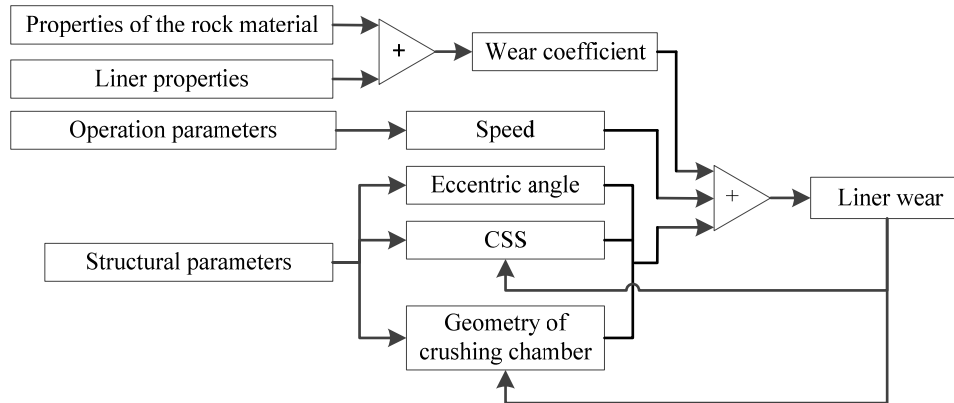 Properties of the rock material
+
Wear coefficient
Liner properties
Operation parameters
Speed
Eccentric angle
+
Liner wear
CSS
Structural parameters
Geometry of
crushing chamber